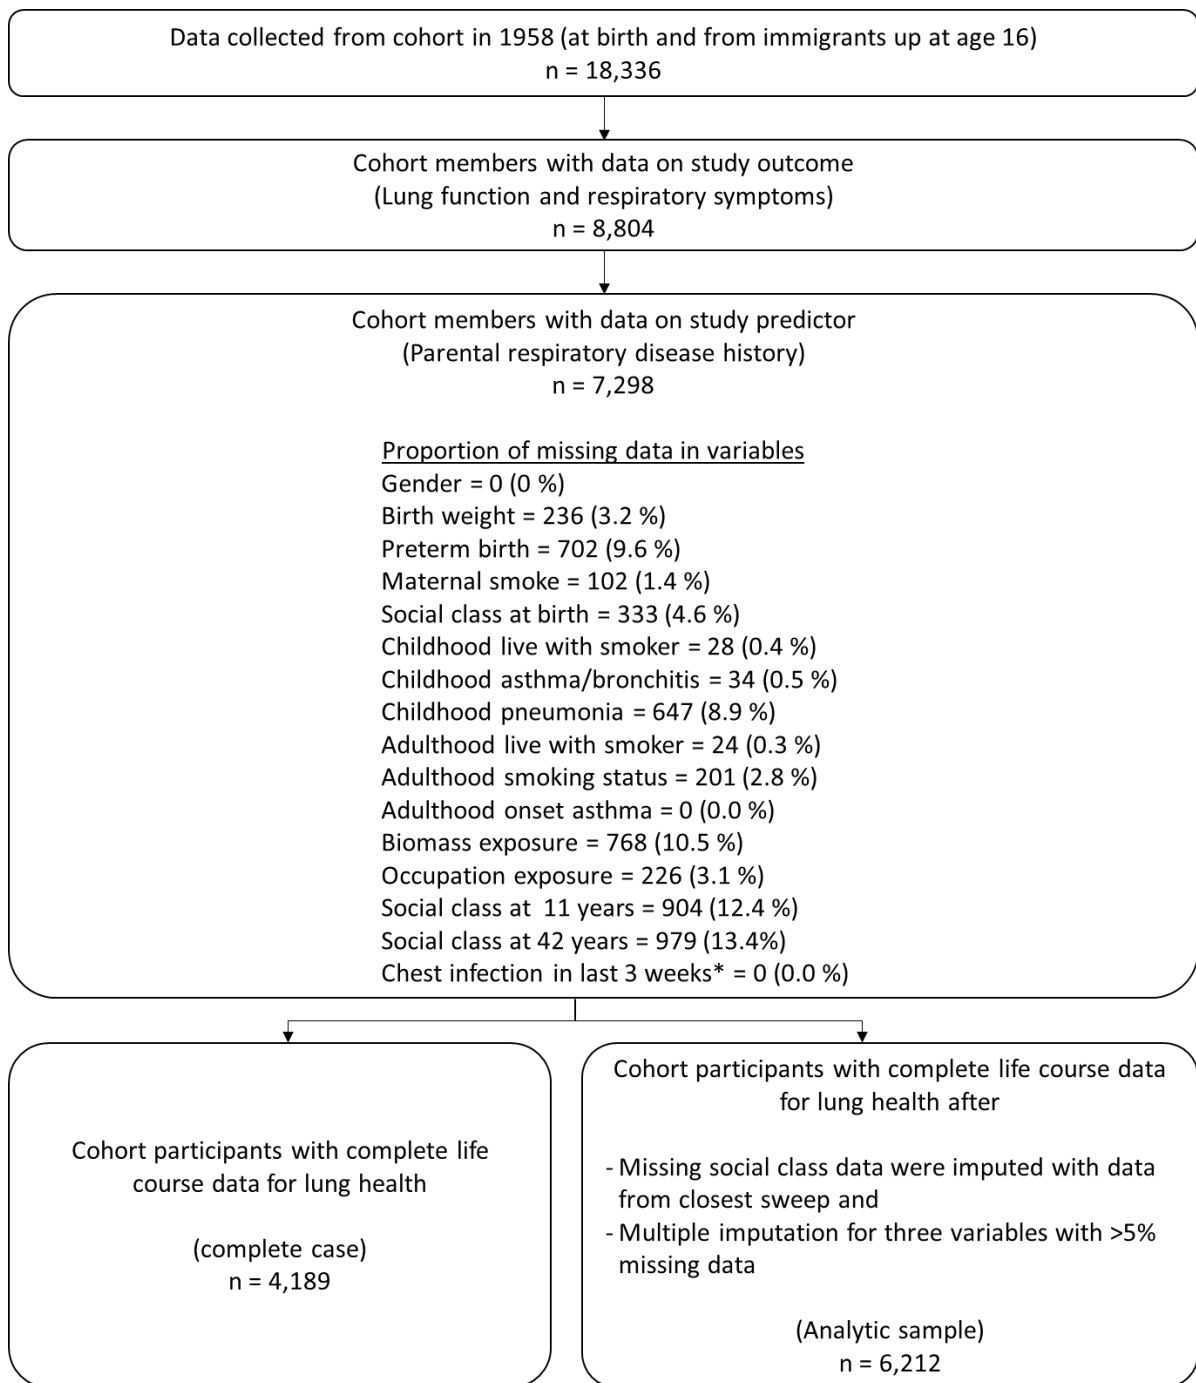 Data collected from cohort in 1958 (at birth and from immigrants up at age 16)
n = 18,336
Cohort members with data on study outcome
(Lung function and respiratory symptoms)
n = 8,804
Cohort members with data on study predictor
(Parental respiratory disease history)
n = 7,298
Proportion of missing data in variables
Gender = 0 (0 %)
Birth weight = 236 (3.2 %)
Preterm birth = 702 (9.6 %)
Maternal smoke = 102 (1.4 %)
Social class at birth = 333 (4.6 %)
Childhood live with smoker = 28 (0.4 %)
Childhood asthma/bronchitis = 34 (0.5 %)
Childhood pneumonia = 647 (8.9 %)
Adulthood live with smoker = 24 (0.3 %)
Adulthood smoking status = 201 (2.8 %)
Adulthood onset asthma = 0 (0.0 %)
Biomass exposure = 768 (10.5 %)
Occupation exposure = 226 (3.1 %)
Social class at 11 years = 904 (12.4 %)
Social class at 42 years = 979 (13.4%)
Chest infection in last 3 weeks* = 0 (0.0 %)
Cohort participants with complete life
course data for lung health
(complete case)
n = 4,189
Cohort participants with complete life course data
for lung health after
- Missing social class data were imputed with data
from closest sweep and
- Multiple imputation for three variables with >5%
missing data
(Analytic sample)
n = 6,212